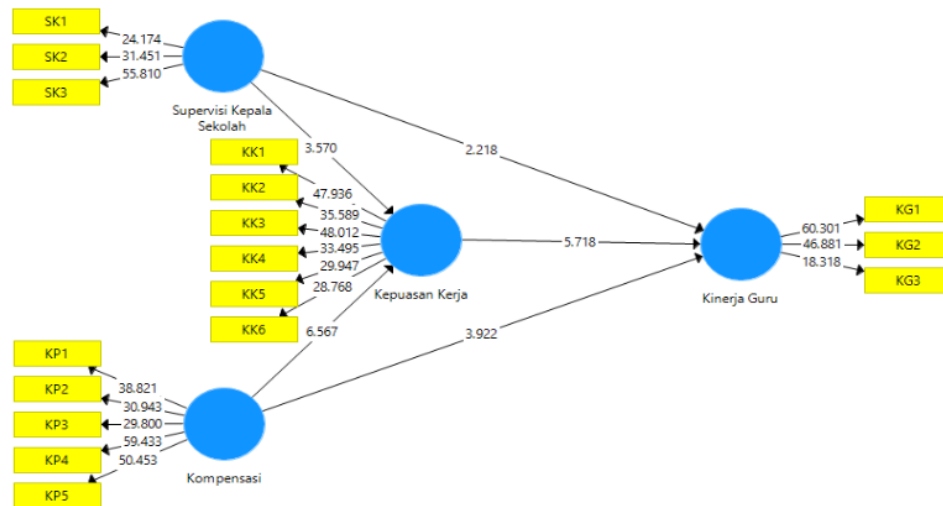 SK1
24.174
SK2
31.451
55.810
SK3
Supervisi Kepala
Sekolah
3.570
2.218
KK1
47.936
KK2
35.589
KK3
48.012
33.495
KK4
29.947
KK5
28.768
KK6
Kepuasan Kerja
5.718
KG1
60.301
KG2
46.881
18.318
KG3
Kinerja Guru
6.567
3.922
KP1
38.821
KP2
30.943
KP3
29.800
59.433
KP4
50.453
KP5
Kompensasi